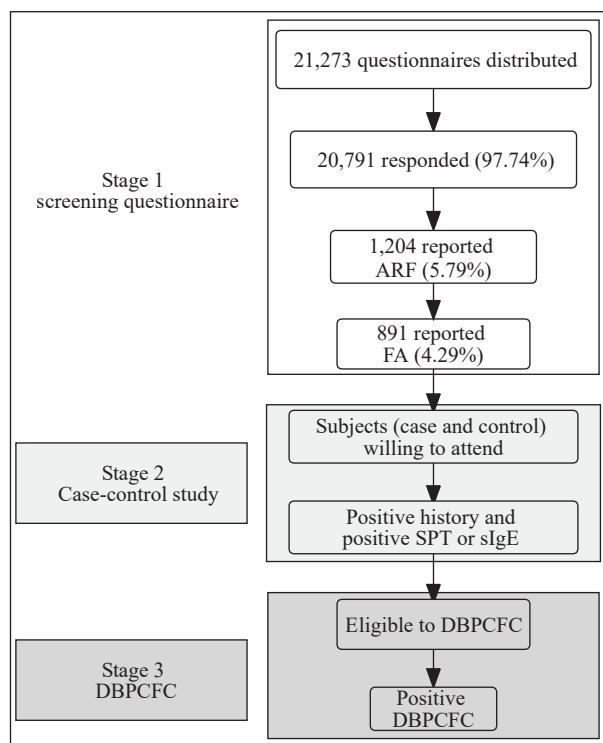 21,273 questionnaires distributed
20,791 responded (97.74%)
Stage 1
screening questionnaire
1,204 reported
ARF (5.79%)
891 reported
FA (4.29%)
Subjects (case and control)
willing to attend
Stage 2
Case-control study
Positive history and
positive SPT or sIgE
Eligible to DBPCFC
Stage 3
DBPCFC
Positive
DBPCFC